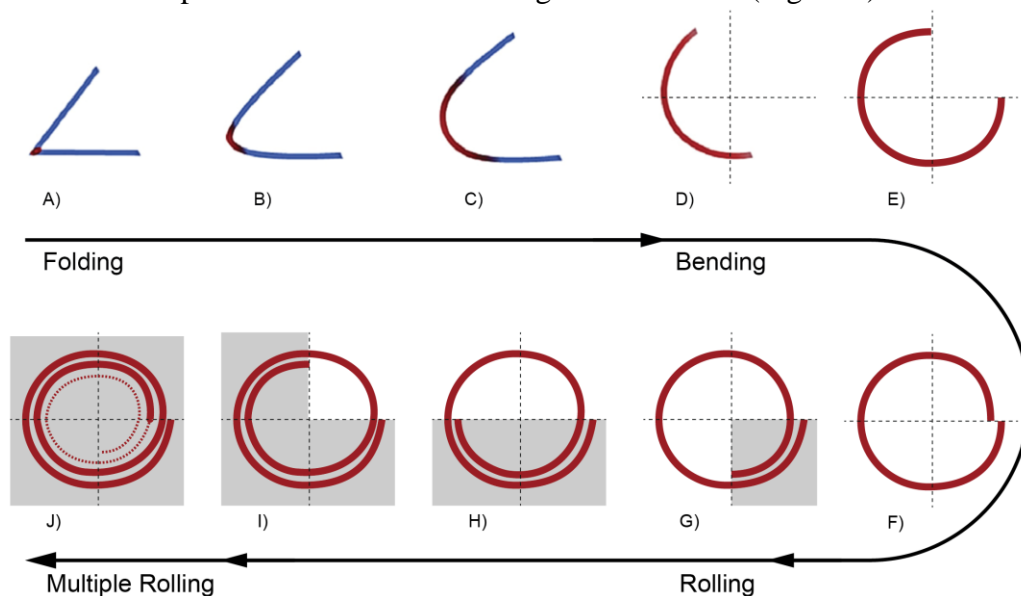 A) B) C) D) E)
Folding Bending
J) I) H) G) F)
Multiple Rolling Rolling